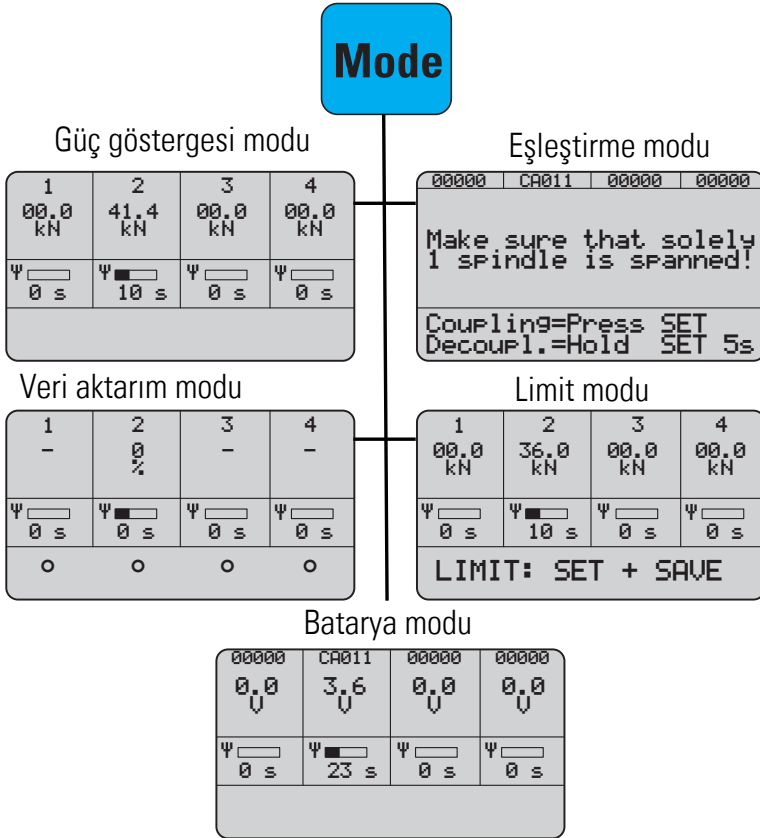 Mode
Güç göstergesi modu
1 2 3 4
00.0 41.4 00.0 00.0
kN kN kN kN
0 s 10 s 0 s 0 s
Eşleştirme modu
00000 CA011 00000 00000
Make sure that solely
1 spindle is spanned!
Coupling=Press SET
Decoupl.=Hold SET 5s
Veri aktarım modu
1 2 3 4
- 0 - -
%
0 s 0 s 0 s 0 s
Limit modu
1 2 3 4
00.0 36.0 00.0 00.0
kN kN kN kN
0 s 10 s 0 s 0 s
LIMIT: SET + SAVE
Batarya modu
00000 CA011 00000 00000
0.0 3.6 0.0 0.0
V V V V
0 s 23 s 0 s 0 s